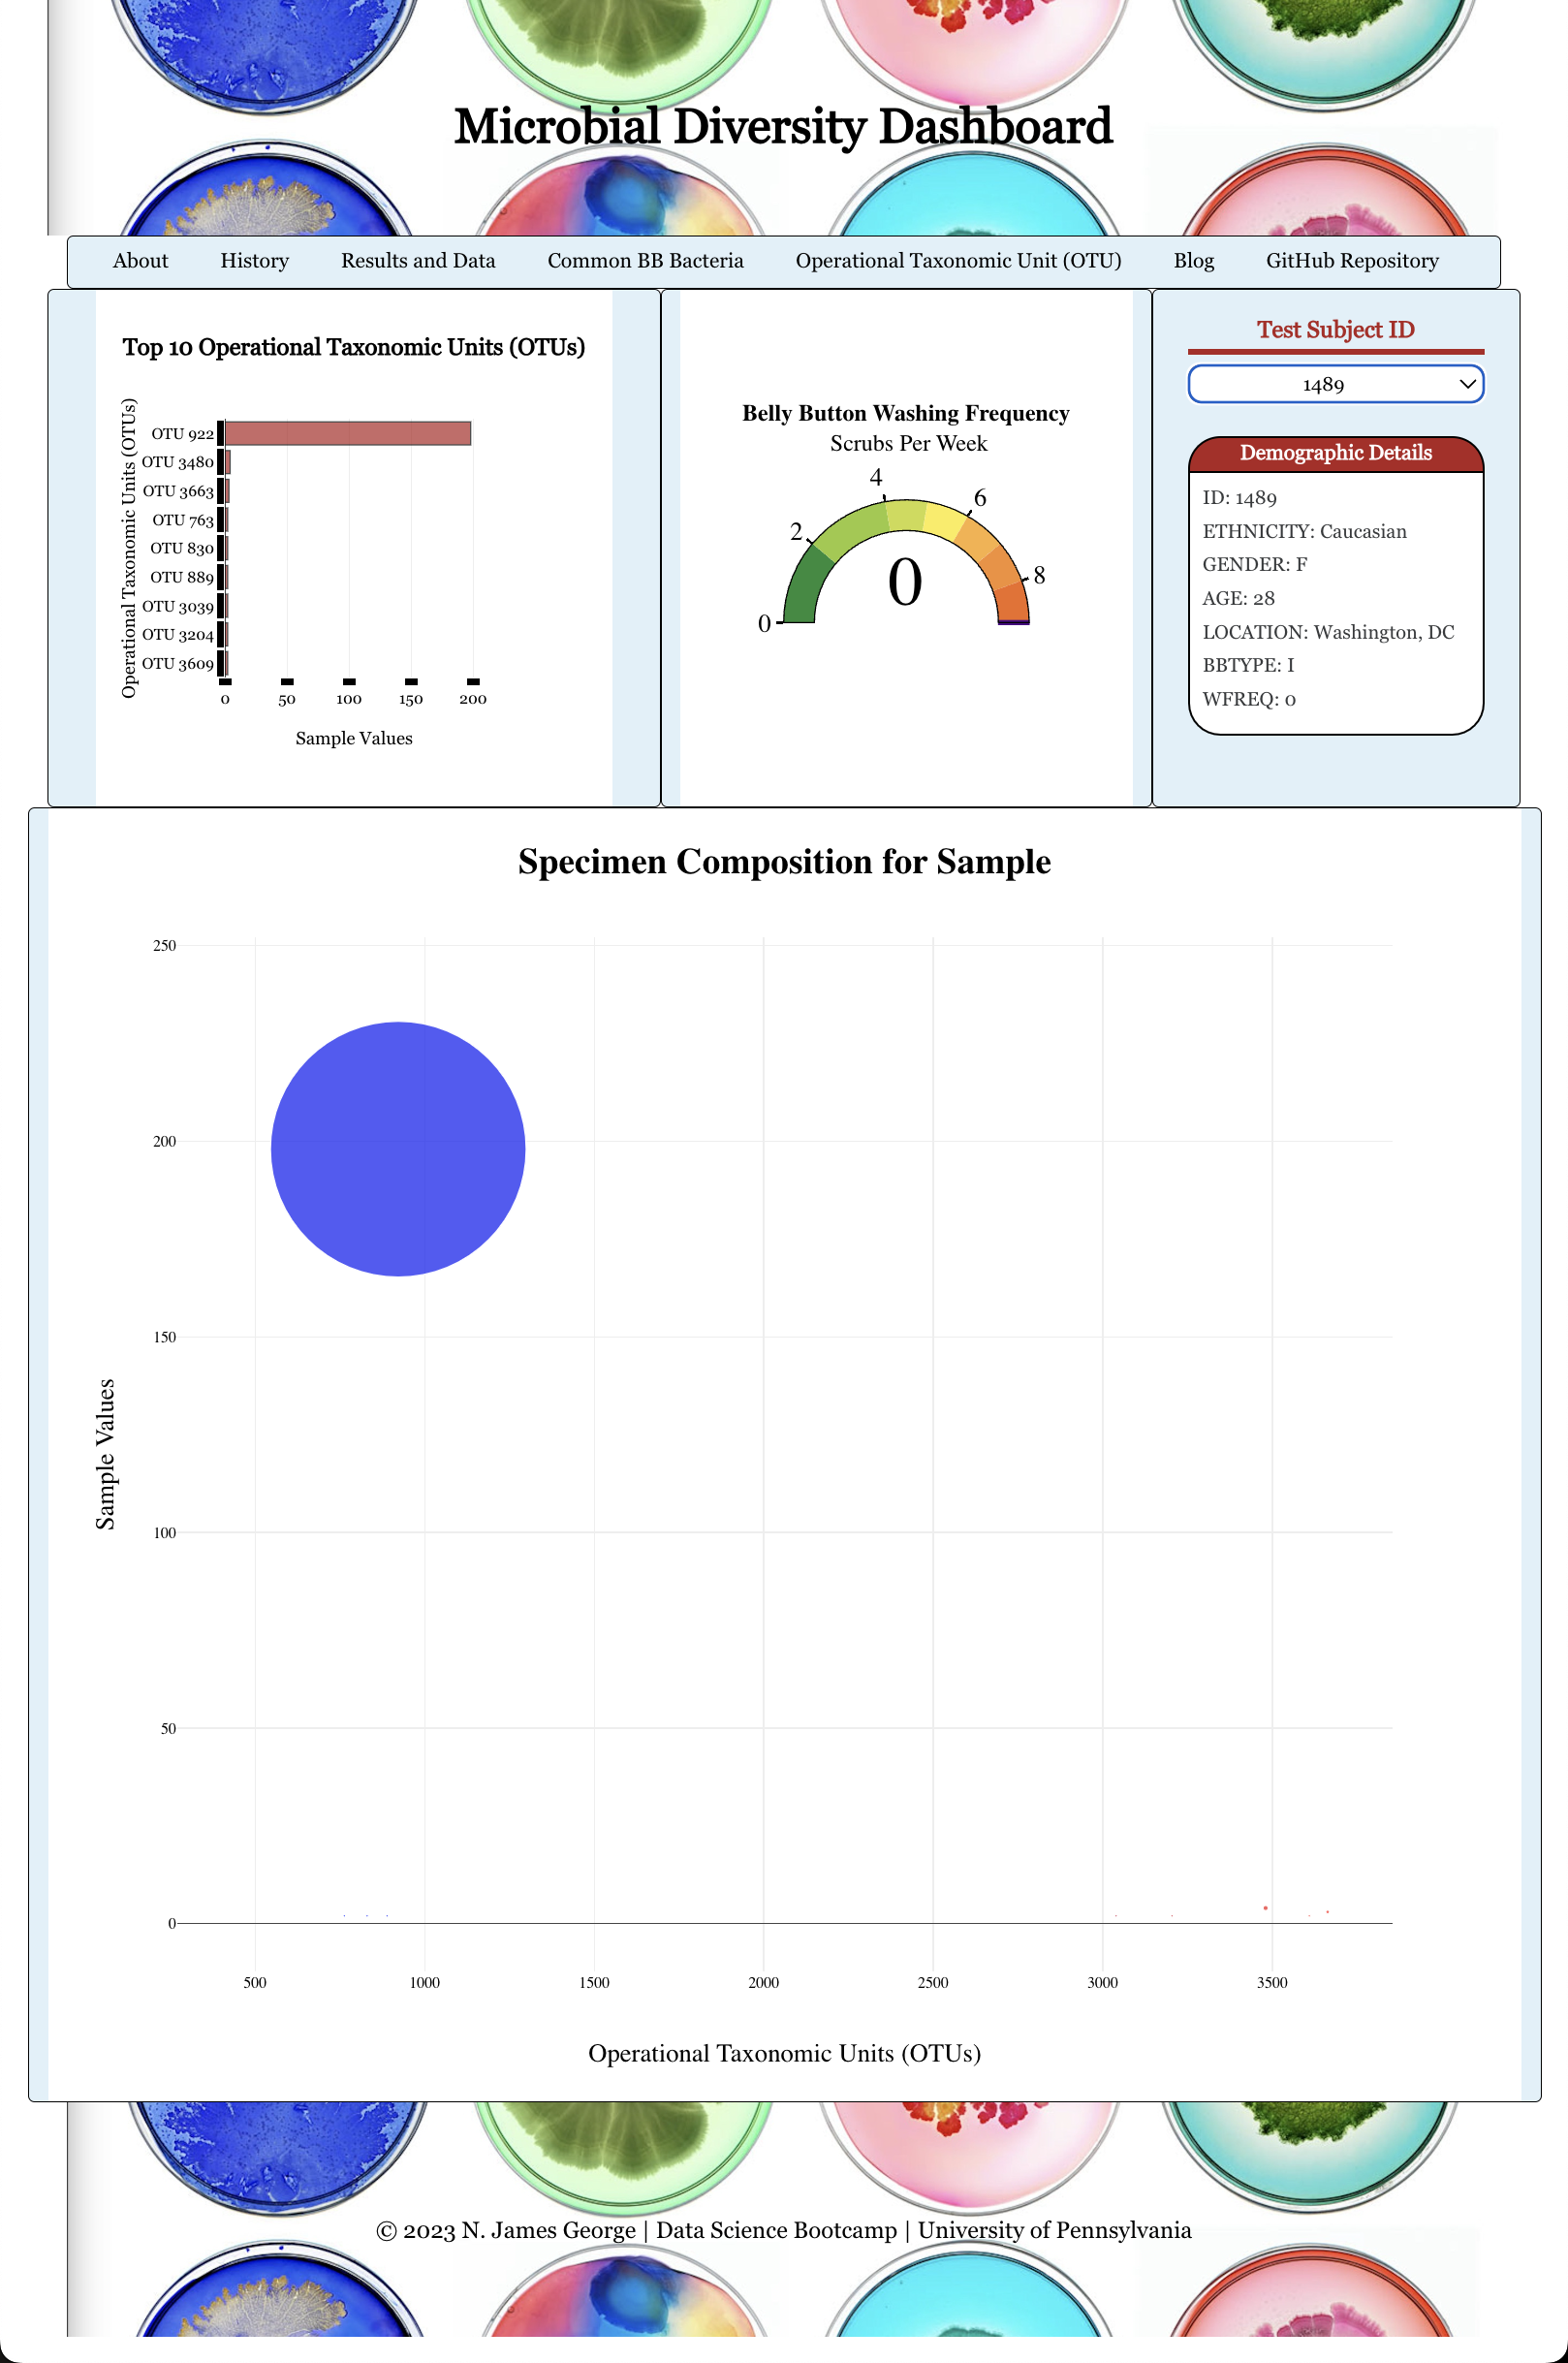 Microbial Diversity Dashboard
About History Results and Data Common BB Bacteria Operational Taxonomic Unit (OTU) Blog GitHub Repository
Top 10 Operational Taxonomic Units (OTUs)
Operational Taxonomic Units (OTUs)
OTU 922
OTU 3480
OTU 3663
OTU 763
OTU 830
OTU 889
OTU 3039
OTU 3204
OTU 3609
0 50 100 150 200
Sample Values
Belly Button Washing Frequency
Scrubs Per Week
0 2 4 6 8
0
Test Subject ID
1489
Demographic Details
ID: 1489
ETHNICITY: Caucasian
GENDER: F
AGE: 28
LOCATION: Washington, DC
BBTYPE: I
WFREQ: 0
Specimen Composition for Sample
Sample Values
250
200
150
100
50
0
500 1000 1500 2000 2500 3000 3500
Operational Taxonomic Units (OTUs)
© 2023 N. James George | Data Science Bootcamp | University of Pennsylvania